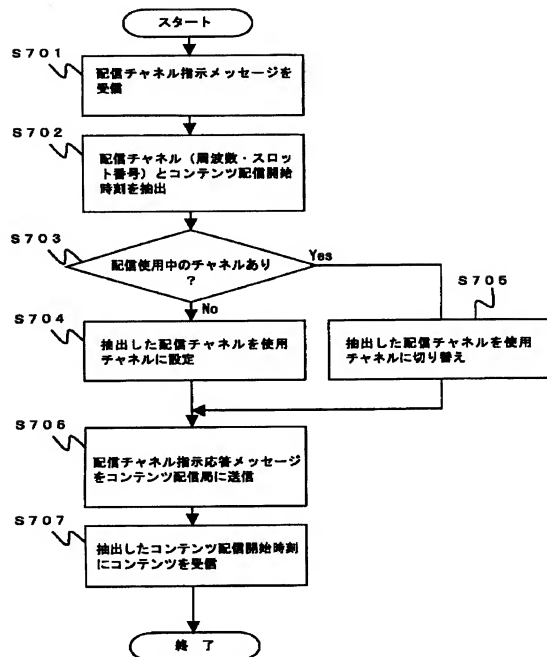 スタート
S701
配信チャネル指示メッセージを
受信
S702
配信チャネル（周波数・スロッ
ト番号）とコンテンツ配信開始
時刻を抽出
S703
配信使用中のチャネルあり
？
Yes
No
S704
抽出した配信チャネルを使用
チャネルに設定
S705
抽出した配信チャネルを使用
チャネルに切り替え
S706
配信チャネル指示応答メッセージ
をコンテンツ配信局に送信
S707
抽出したコンテンツ配信開始時刻
にコンテンツを受信
終 了